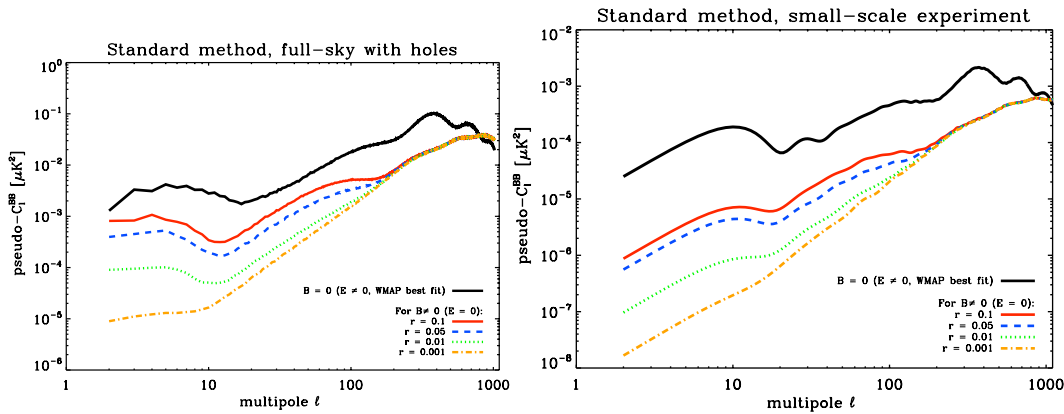 Standard method, full-sky with holes
pseudo-C_l^BB [μK²]
10⁰
10⁻¹
10⁻²
10⁻³
10⁻⁴
10⁻⁵
10⁻⁶
B = 0 (E ≠ 0, WMAP best fit)
For B≠ 0 (E = 0):
r = 0.1
r = 0.05
r = 0.01
r = 0.001
1 10 100 1000
multipole ℓ
Standard method, small-scale experiment
pseudo-C_l^BB [μK²]
10⁻²
10⁻³
10⁻⁴
10⁻⁵
10⁻⁶
10⁻⁷
10⁻⁸
B = 0 (E ≠ 0, WMAP best fit)
For B≠ 0 (E = 0):
r = 0.1
r = 0.05
r = 0.01
r = 0.001
1 10 100 1000
multipole ℓ